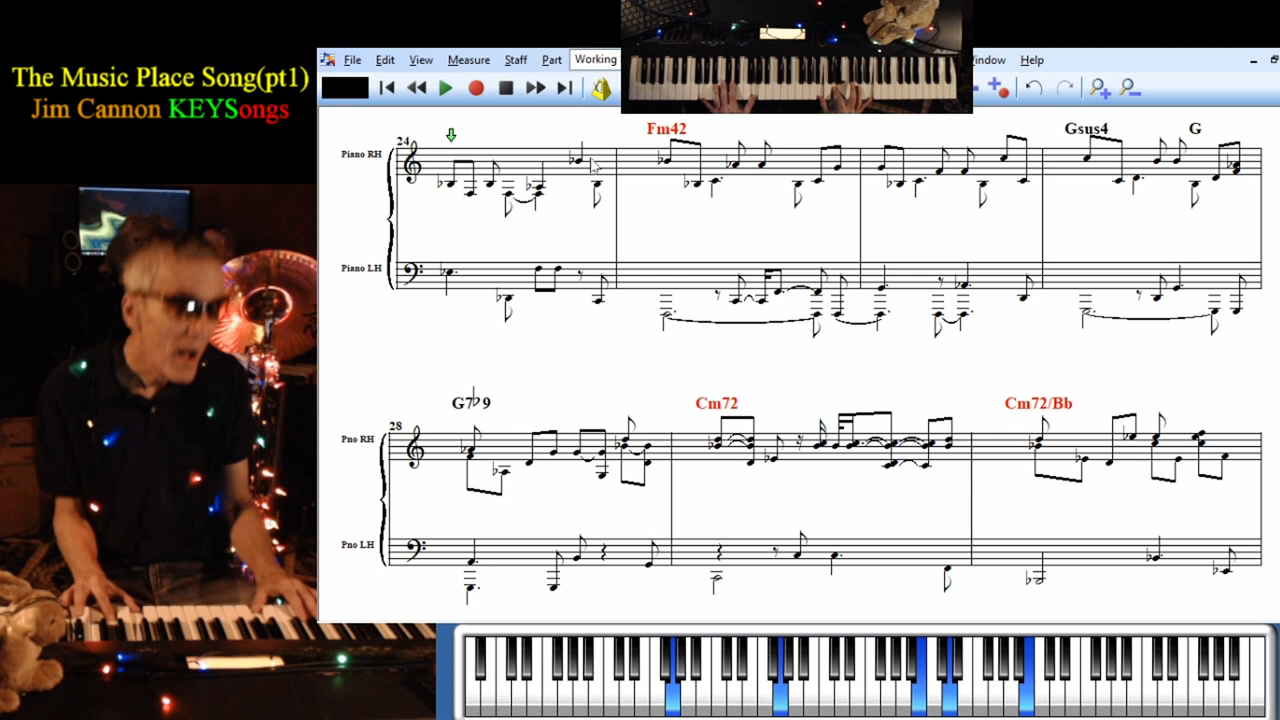 The Music Place Song(pt1)
Jim Cannon KEYSongs
File Edit View Measure Staff Part Working indow Help
24
Fm42 Gsus4 G
Piano RH
Piano LH
28
G7♭9 Cm72 Cm72/Bb
Pno RH
Pno LH